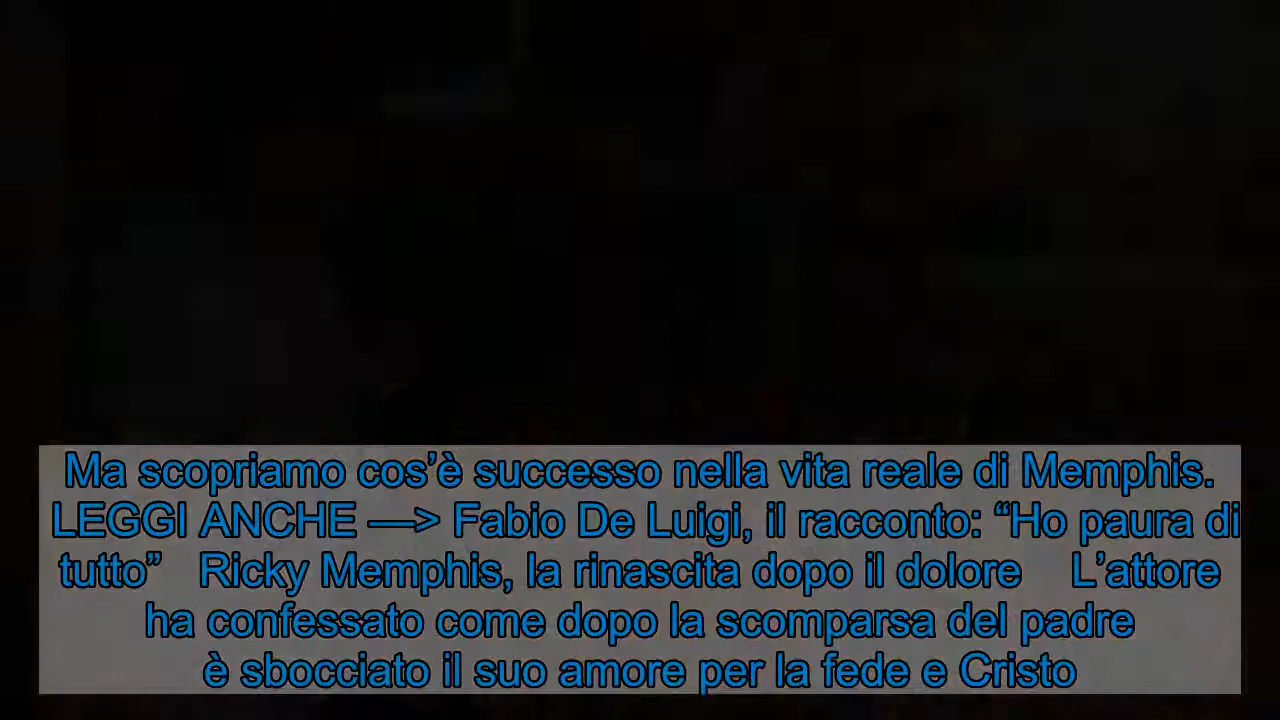 Ma scopriamo cos’è successo nella vita reale di Memphis.
LEGGI ANCHE —> Fabio De Luigi, il racconto: “Ho paura di
tutto” Ricky Memphis, la rinascita dopo il dolore L’attore
ha confessato come dopo la scomparsa del padre
è sbocciato il suo amore per la fede e Cristo